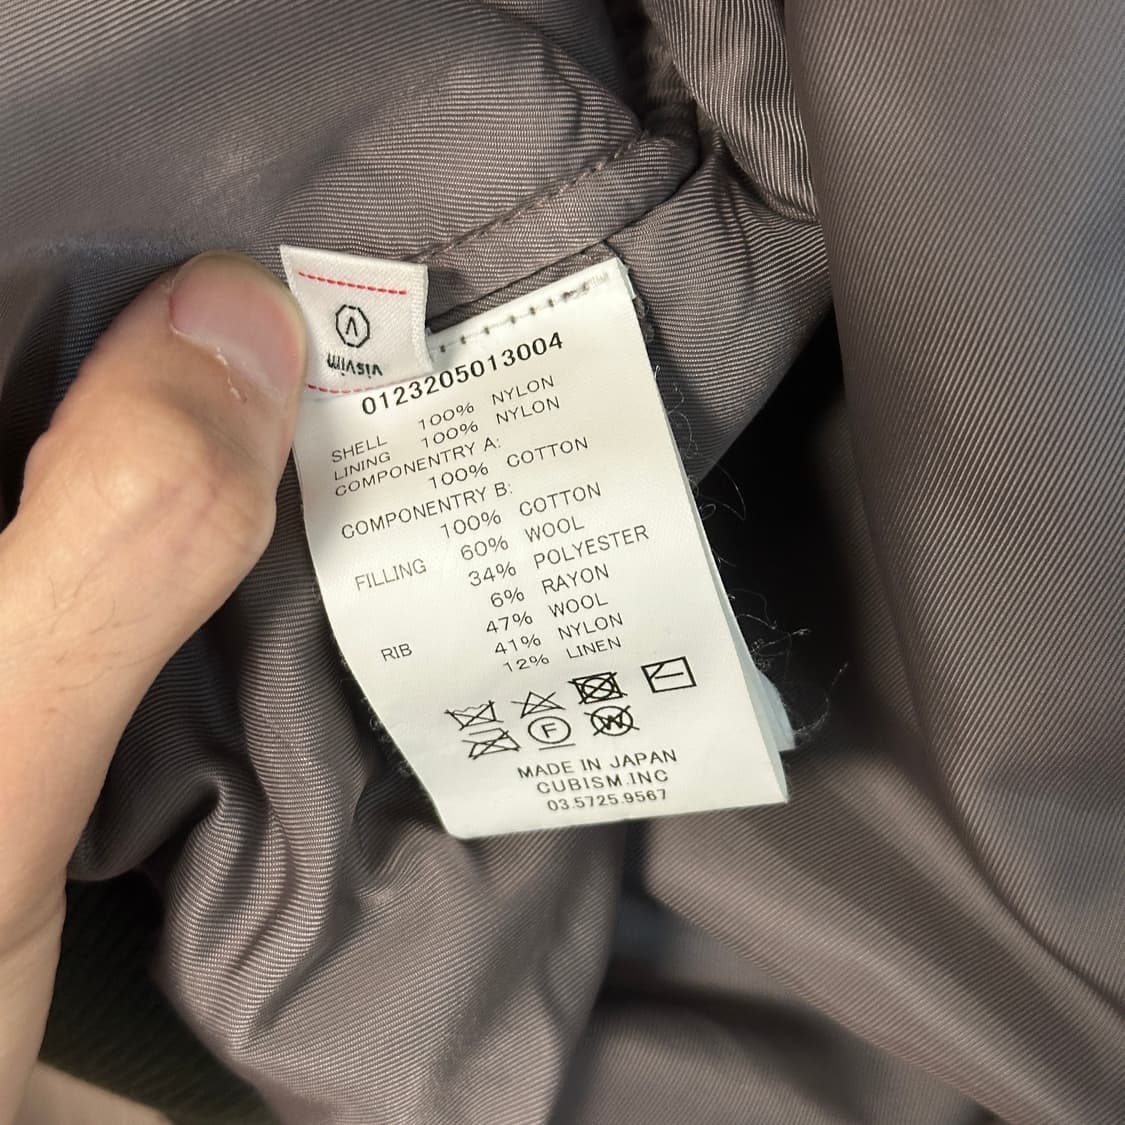 visvim
0123205013004
SHELL 100% NYLON
LINING 100% NYLON
COMPONENTRY A:
100% COTTON
COMPONENTRY B:
100% COTTON
FILLING 60% WOOL
34% POLYESTER
6% RAYON
RIB 47% WOOL
41% NYLON
12% LINEN
F
W
MADE IN JAPAN
CUBISM.INC
03.5725.9567